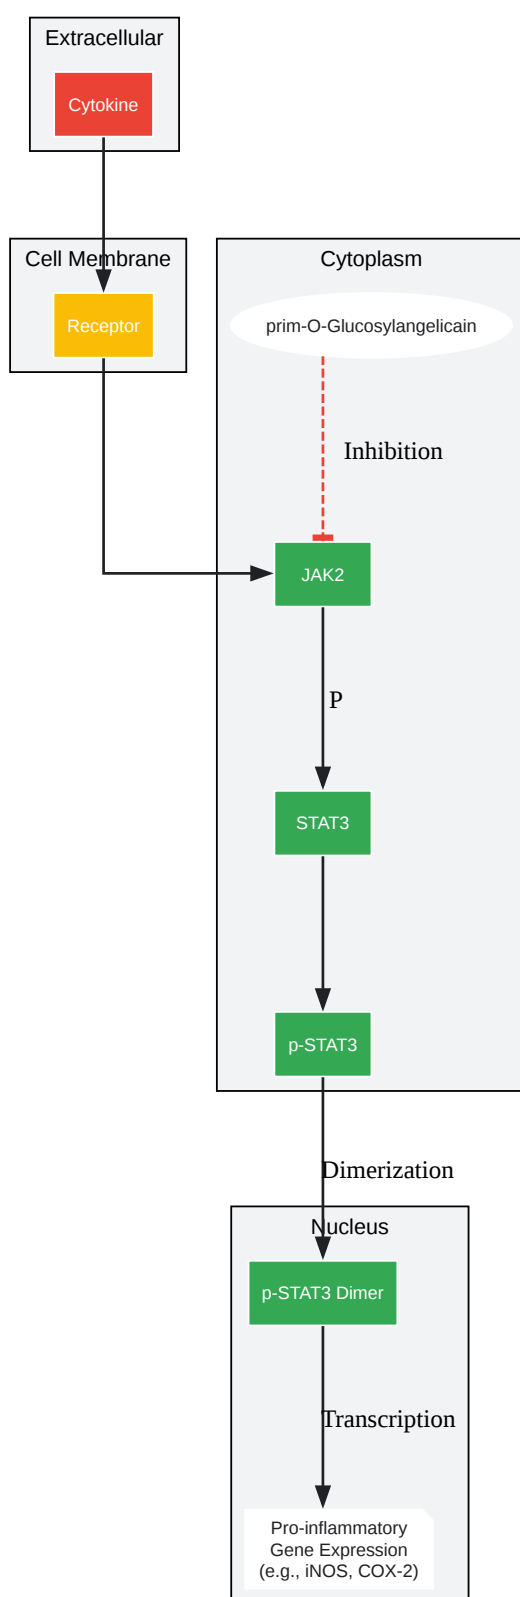 Extracellular
Cytokine
Cell Membrane
Receptor
Cytoplasm
prim-O-Glucosylangelicain
Inhibition
JAK2
P
STAT3
p-STAT3
Dimerization
Nucleus
p-STAT3 Dimer
Transcription
Pro-inflammatory
Gene Expression
(e.g., iNOS, COX-2)